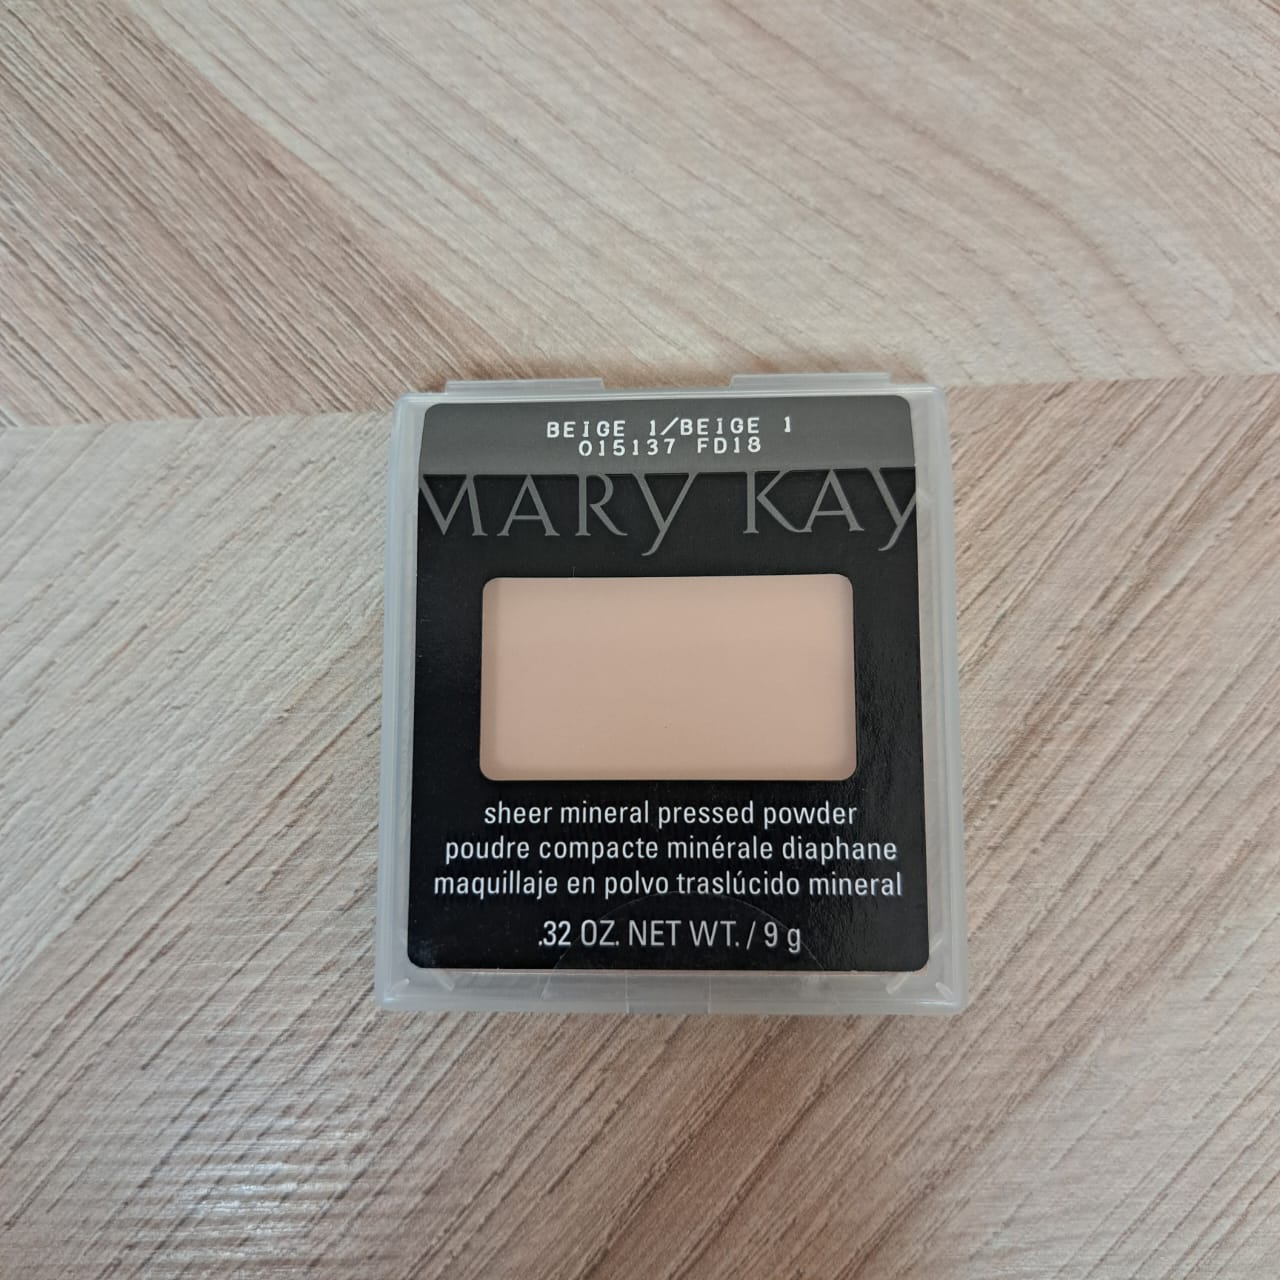 BEIGE 1/BEIGE 1
015137 FD18
MARY KAY
sheer mineral pressed powder
poudre compacte minérale diaphane
maquillaje en polvo traslúcido mineral
.32 OZ. NET WT. / 9 g